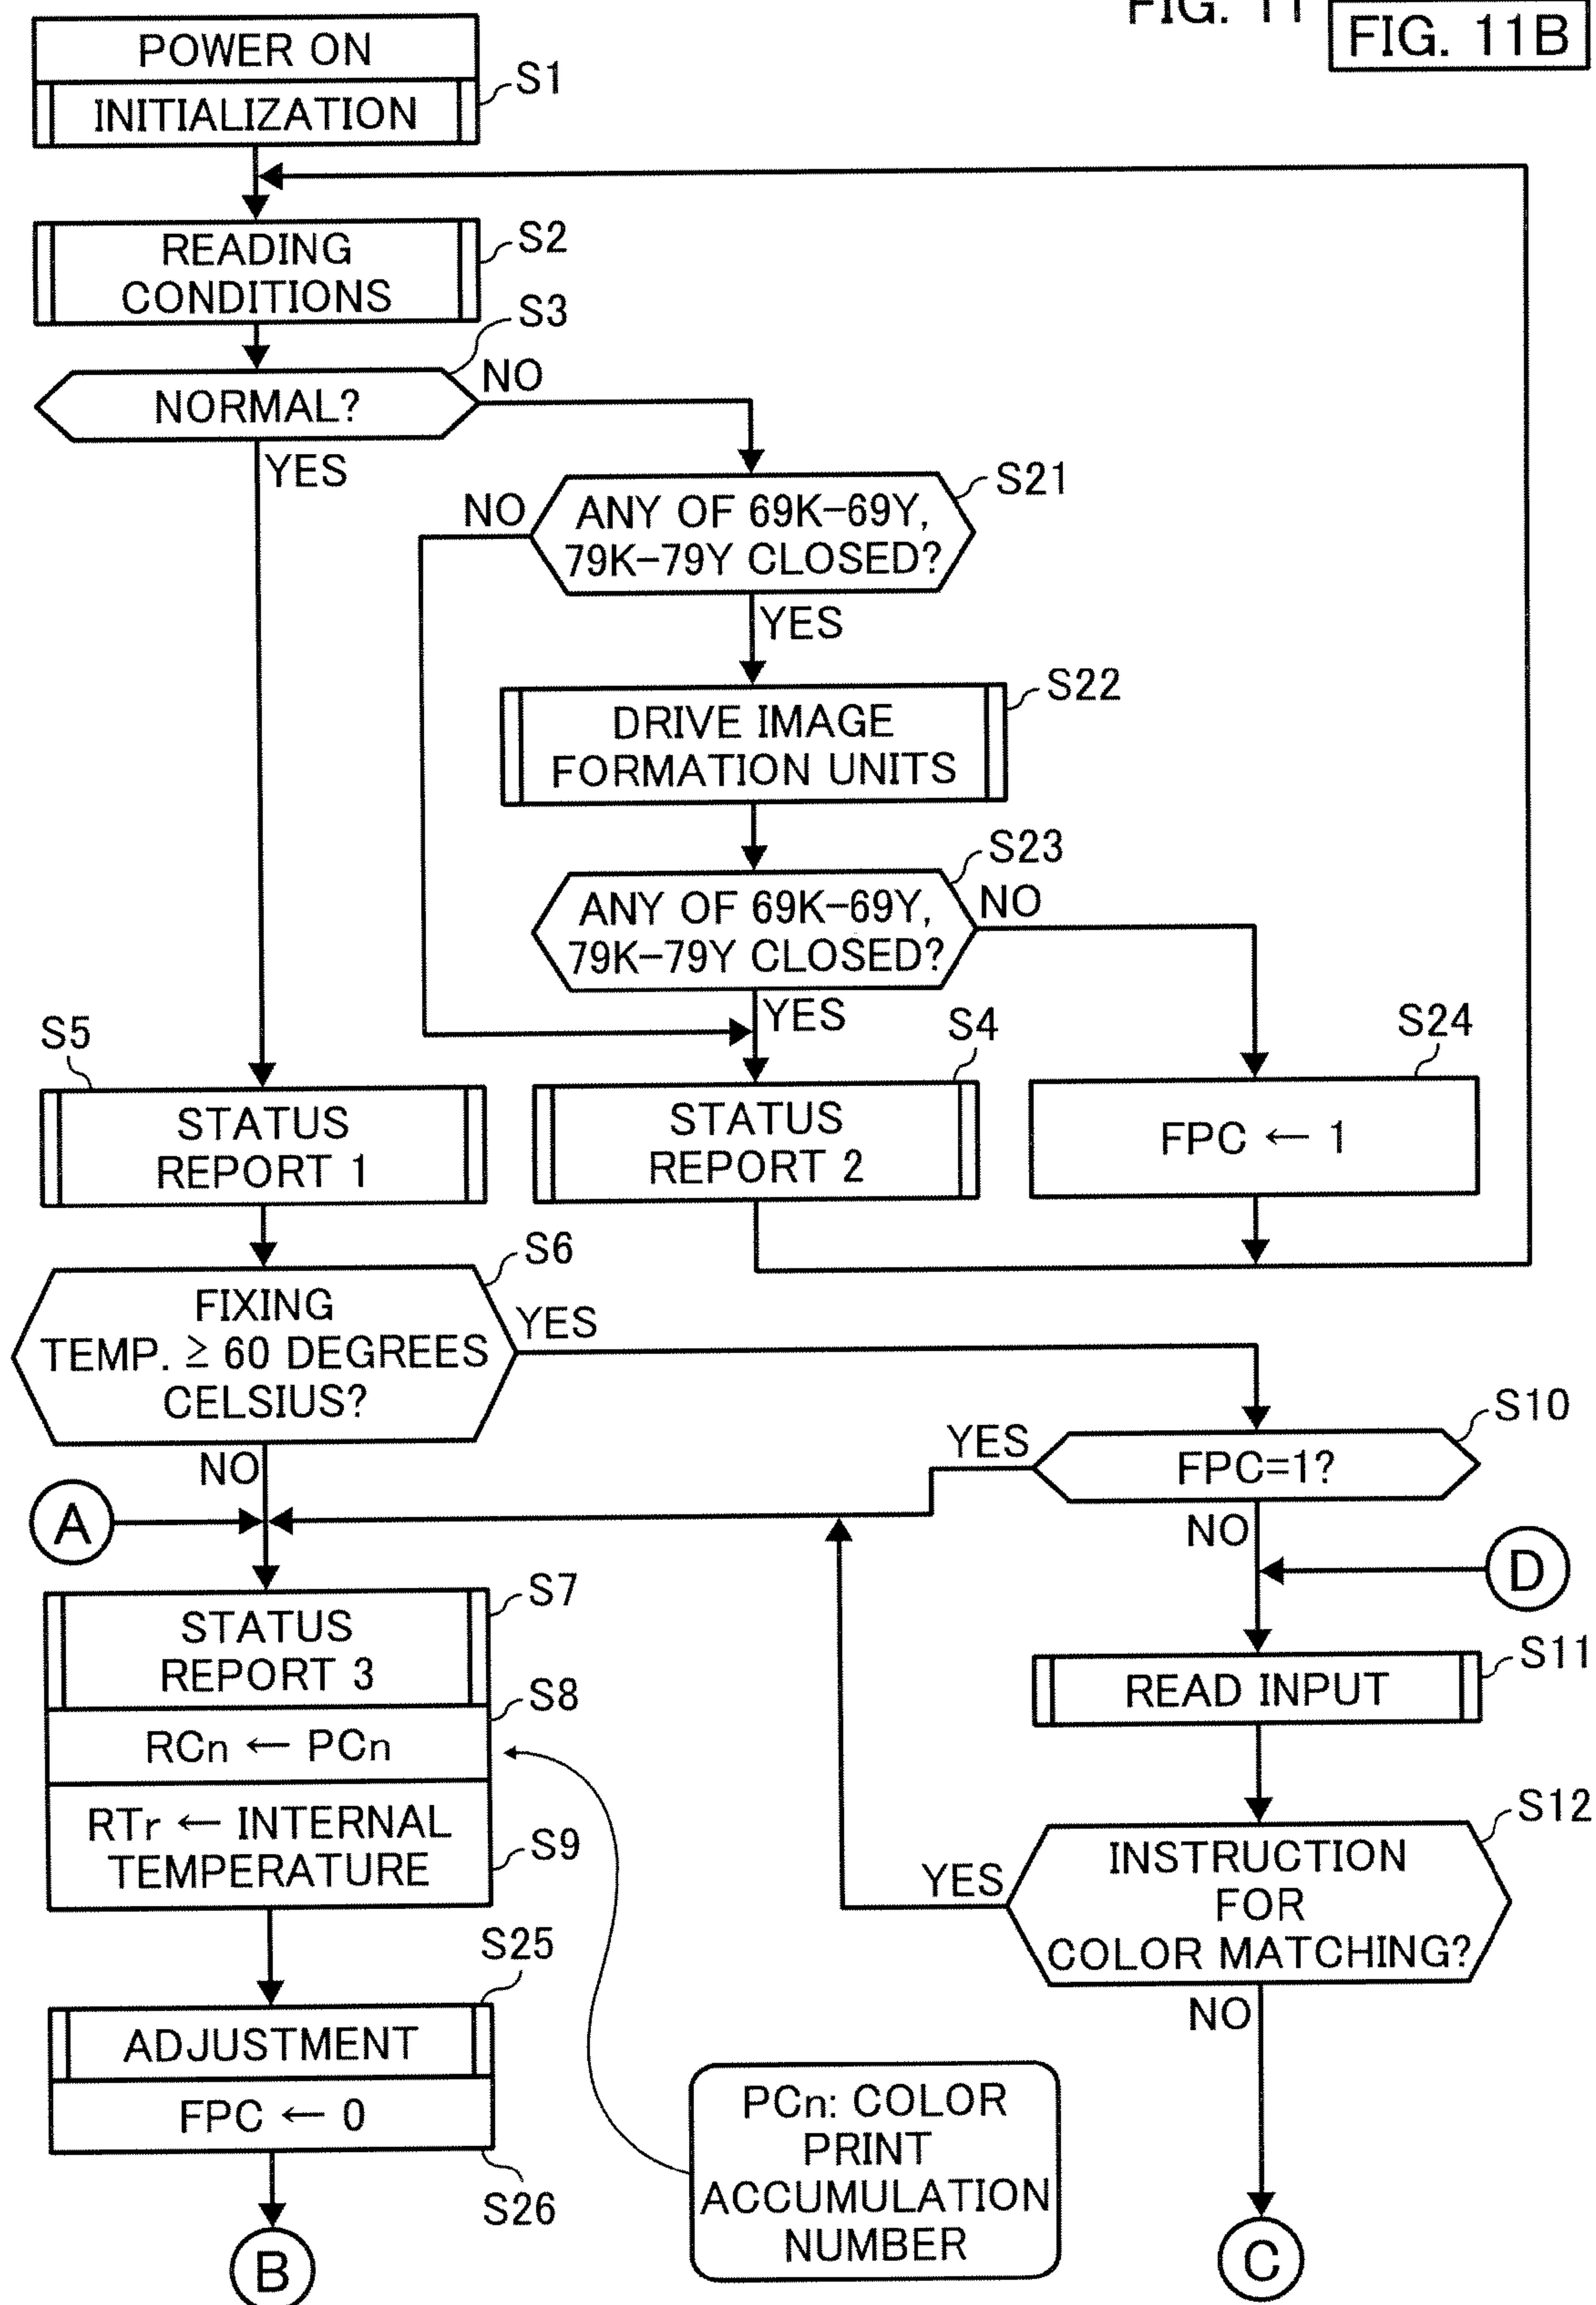 FIG. 11
FIG. 11B
POWER ON
INITIALIZATION
S1
READING
CONDITIONS
S2
S3
NORMAL?
NO
YES
S21
ANY OF 69K-69Y,
79K-79Y CLOSED?
NO
YES
S22
DRIVE IMAGE
FORMATION UNITS
S23
ANY OF 69K-69Y,
79K-79Y CLOSED?
NO
YES
S5
STATUS
REPORT 1
S4
STATUS
REPORT 2
S24
FPC ← 1
S6
FIXING
TEMP. ≥ 60 DEGREES
CELSIUS?
YES
NO
S10
FPC=1?
YES
NO
A
D
S7
STATUS
REPORT 3
S8
RCn ← PCn
RTr ← INTERNAL
TEMPERATURE
S9
S11
READ INPUT
S12
INSTRUCTION
FOR
COLOR MATCHING?
YES
NO
S25
ADJUSTMENT
FPC ← 0
S26
PCn: COLOR
PRINT
ACCUMULATION
NUMBER
B
C